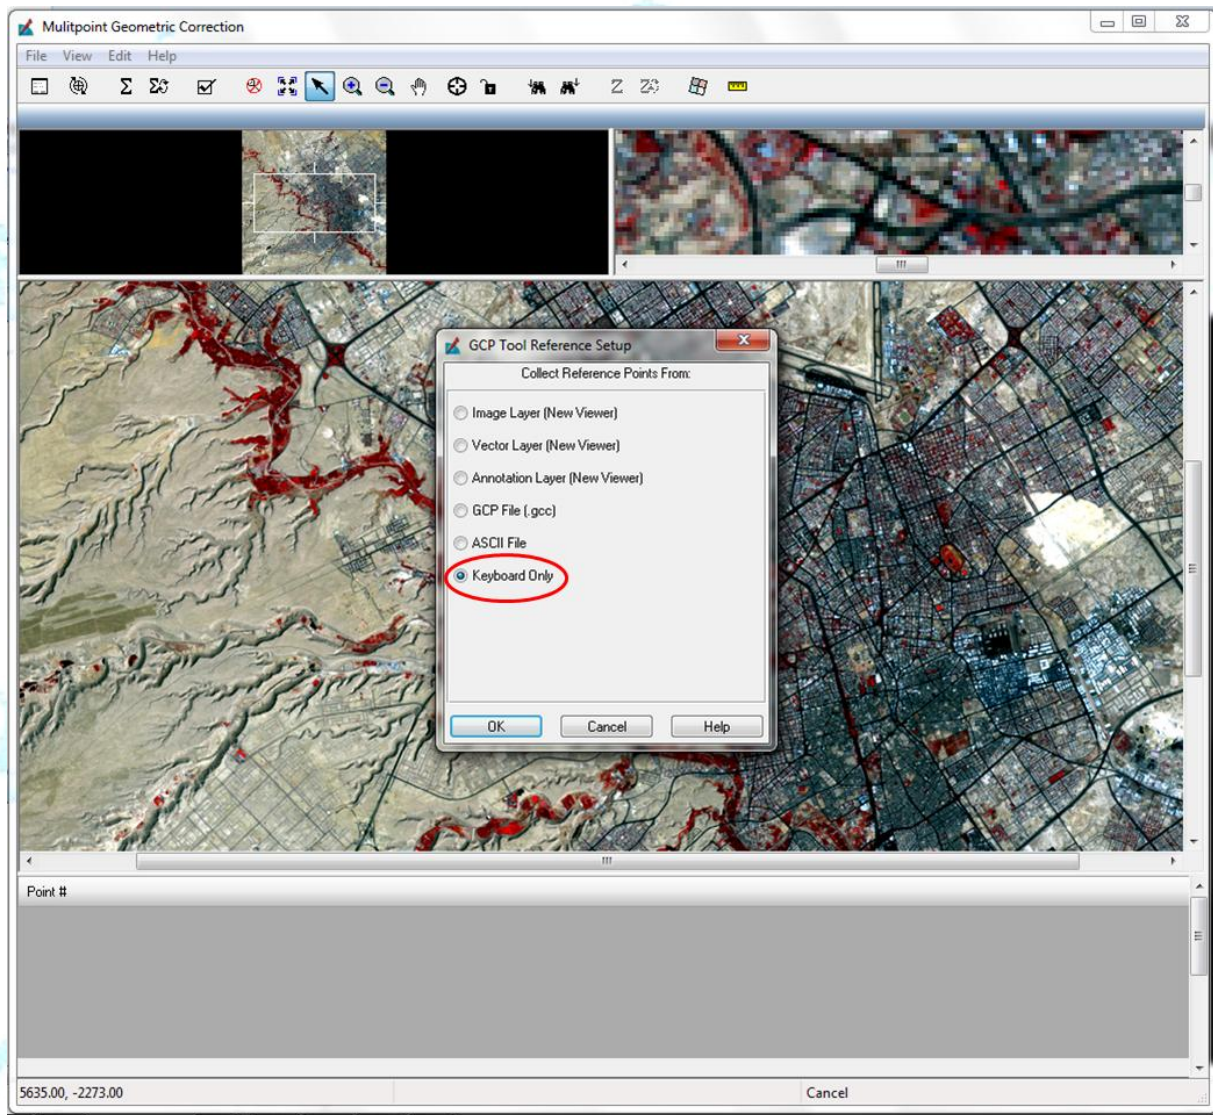 Mulitpoint Geometric Correction
File View Edit Help
GCP Tool Reference Setup
Collect Reference Points From:
Image Layer (New Viewer)
Vector Layer (New Viewer)
Annotation Layer (New Viewer)
GCP File (.gcc)
ASCII File
Keyboard Only
OK Cancel Help
Point #
5635.00, -2273.00 Cancel